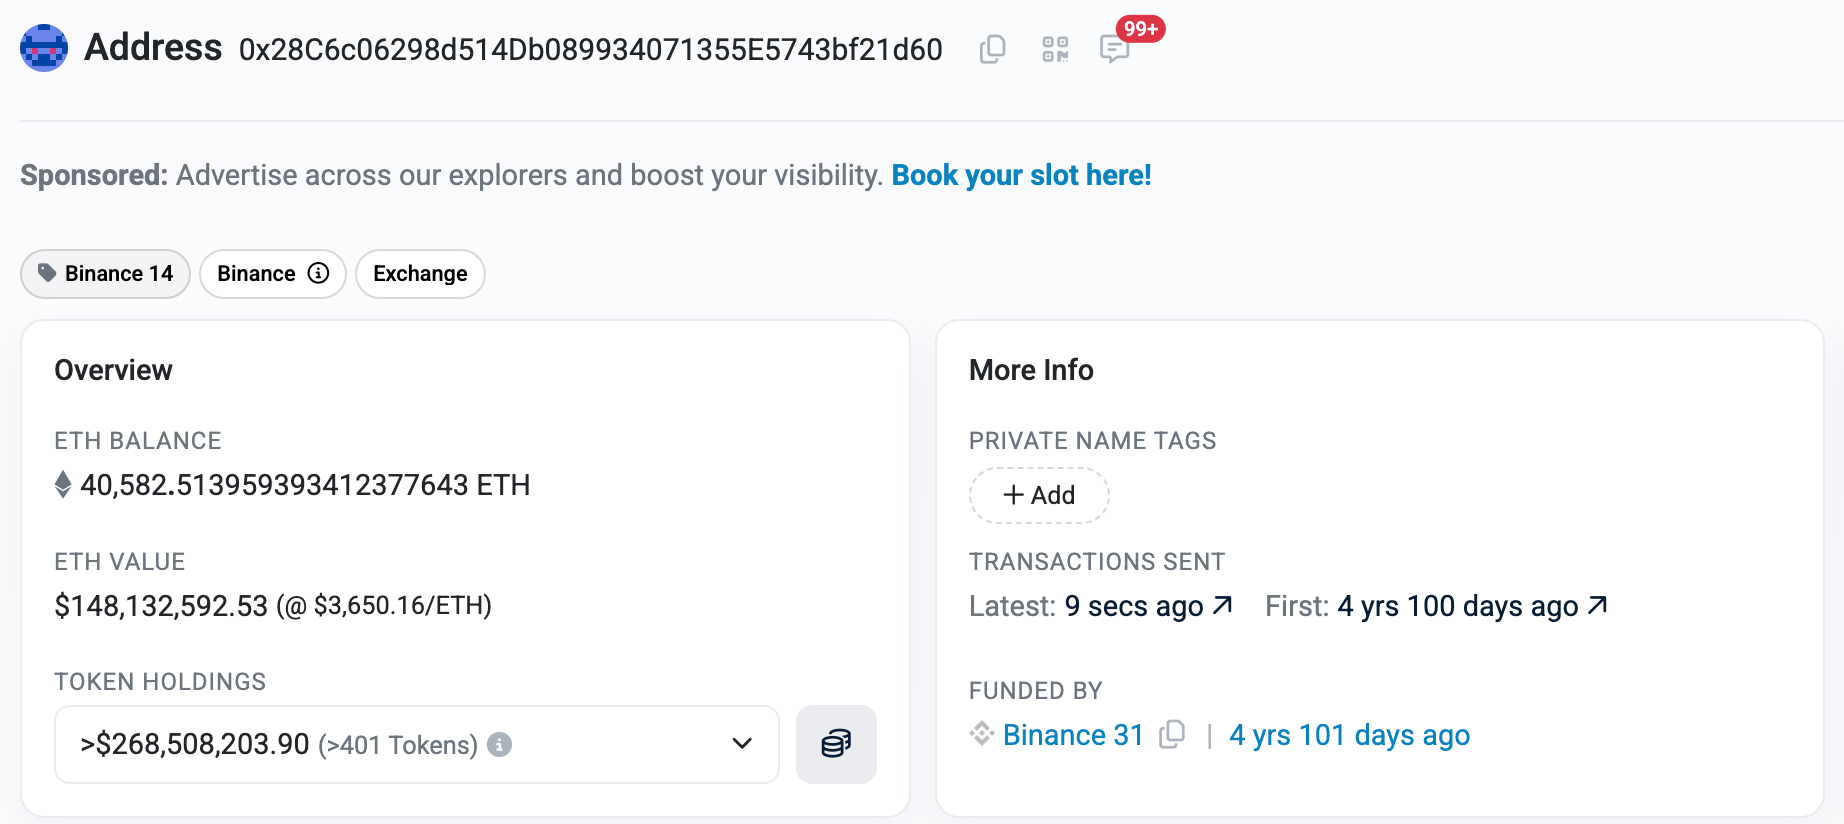 Address 0x28C6c06298d514Db089934071355E5743bf21d60
99+
Sponsored: Advertise across our explorers and boost your visibility. Book your slot here!
Binance 14
Binance
Exchange
Overview
ETH BALANCE
40,582.513959393412377643 ETH
ETH VALUE
$148,132,592.53 (@ $3,650.16/ETH)
TOKEN HOLDINGS
>$268,508,203.90 (>401 Tokens)
More Info
PRIVATE NAME TAGS
+ Add
TRANSACTIONS SENT
Latest: 9 secs ago First: 4 yrs 100 days ago
FUNDED BY
Binance 31 | 4 yrs 101 days ago